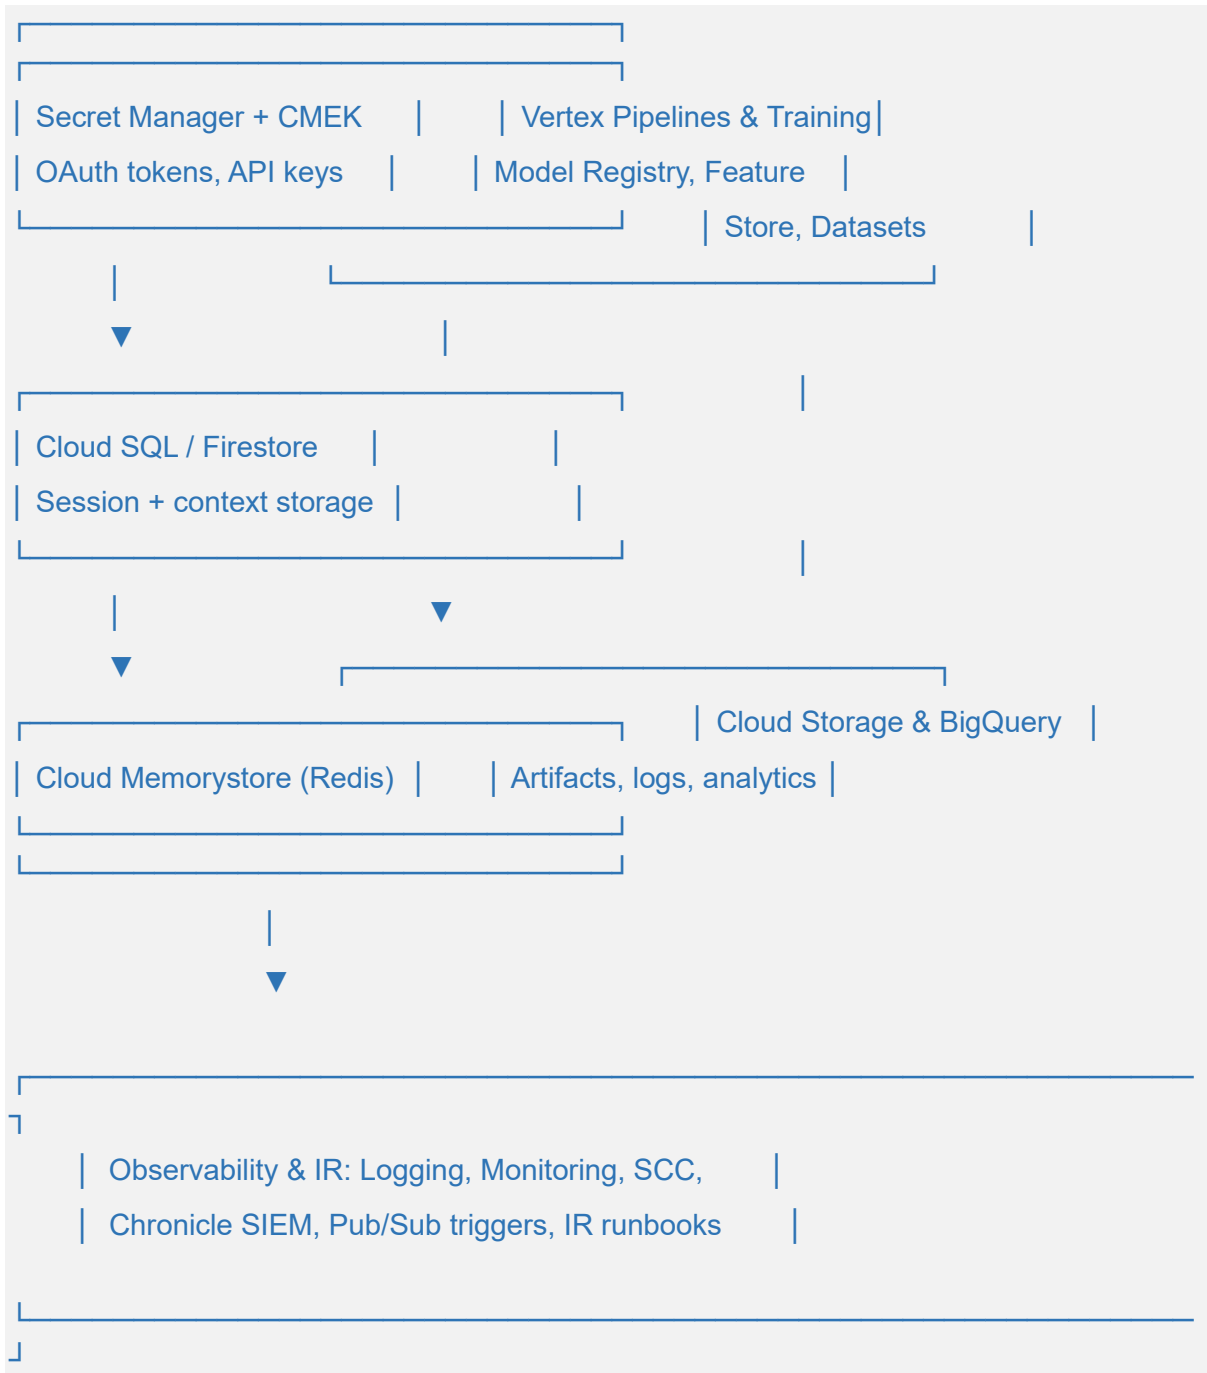 ┌─────────────────────────────┐
┌─────────────────────────────┐
│ Secret Manager + CMEK │ │ Vertex Pipelines & Training│
│ OAuth tokens, API keys │ │ Model Registry, Feature │
└─────────────────────────────┘ │ Store, Datasets │
│ └─────────────────────────────┘
▼ │
┌─────────────────────────────┐ │
│ Cloud SQL / Firestore │ │
│ Session + context storage │ │
└─────────────────────────────┘ │
│ ▼
▼ ┌─────────────────────────────┐
┌─────────────────────────────┐ │ Cloud Storage & BigQuery │
│ Cloud Memorystore (Redis) │ │ Artifacts, logs, analytics │
└─────────────────────────────┘
└─────────────────────────────┘
│
▼
┌────────────────────────────────────────────────────────
┐
│ Observability & IR: Logging, Monitoring, SCC, │
│ Chronicle SIEM, Pub/Sub triggers, IR runbooks │
└────────────────────────────────────────────────────────
┘